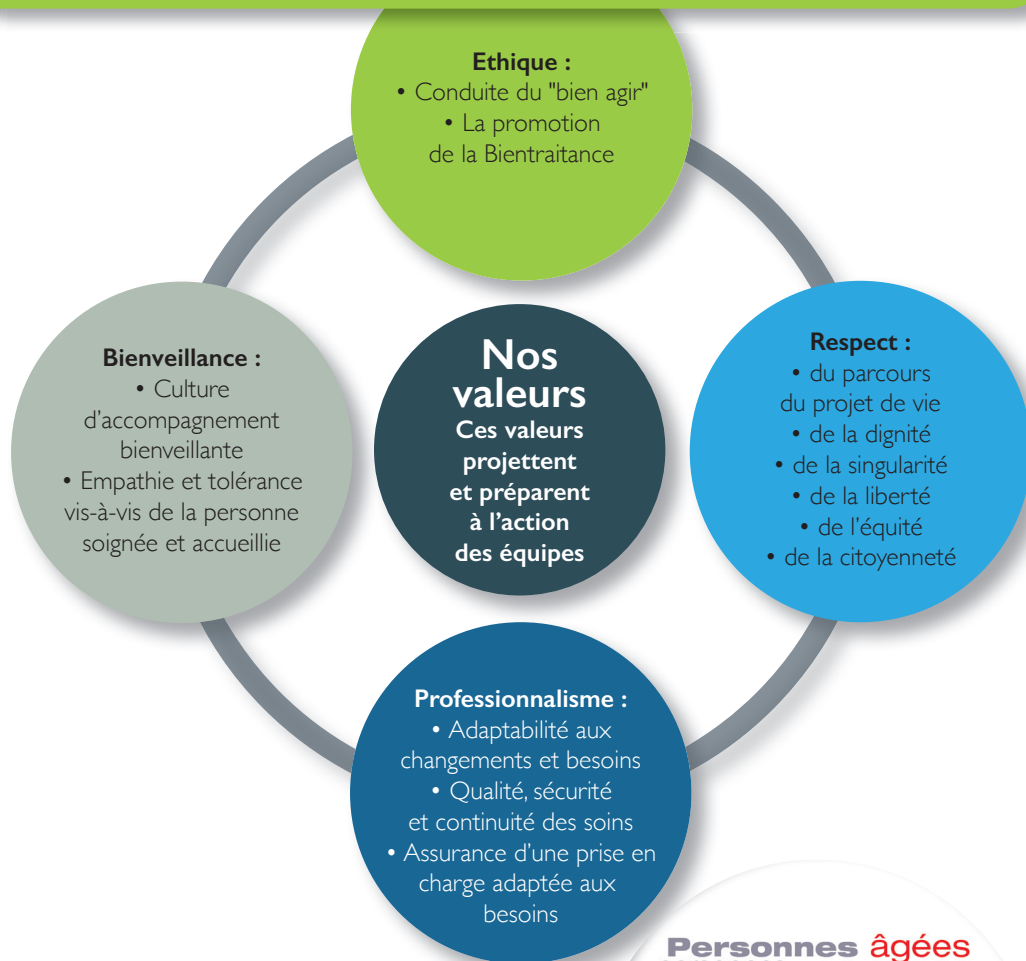 Ethique :
• Conduite du "bien agir"
• La promotion
de la Bientraitance
Bienveillance :
• Culture
d'accompagnement
bienveillante
• Empathie et tolérance
vis-à-vis de la personne
soignée et accueillie
Nos
valeurs
Ces valeurs
projettent
et préparent
à l'action
des équipes
Respect :
• du parcours
du projet de vie
• de la dignité
• de la singularité
• de la liberté
• de l'équité
• de la citoyenneté
Professionnalisme :
• Adaptabilité aux
changements et besoins
• Qualité, sécurité
et continuité des soins
• Assurance d'une prise en
charge adaptée aux
besoins
Personnes âgées